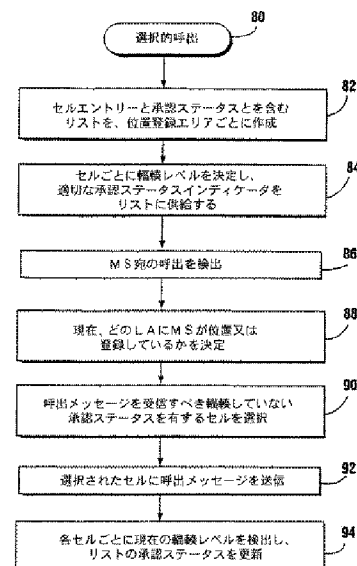 選択的呼出
80
セルエントリーと承認ステータスとを含む
リストを、位置登録エリアごとに作成
82
セルごとに輻輳レベルを決定し、
適切な承認ステータスインディケータを
リストに供給する
84
MS宛の呼出を検出
86
現在、どのLAにMSが位置又は
登録しているかを決定
88
呼出メッセージを受信すべき輻輳していない
承認ステータスを有するセルを選択
90
選択されたセルに呼出メッセージを送信
92
各セルごとに現在の輻輳レベルを検出し、
リストの承認ステータスを更新
94